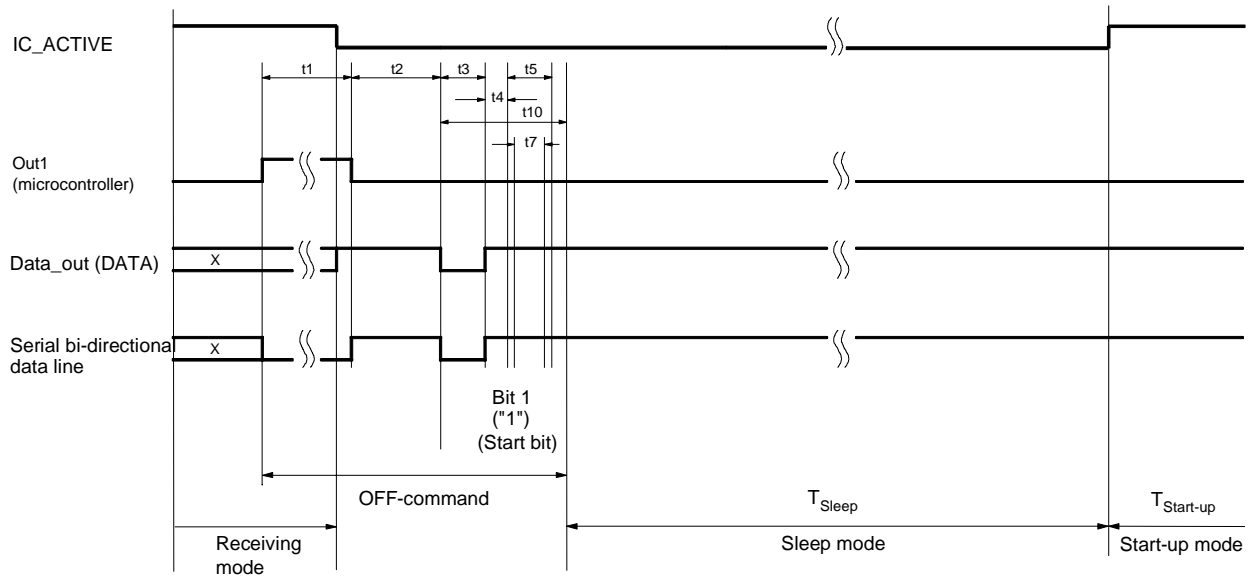 IC_ACTIVE
t1
t2
t3
t5
t4
t10
t7
Out1
(microcontroller)
Data_out (DATA)
X
Serial bi-directional
data line
X
Bit 1
("1")
(Start bit)
OFF-command
TSleep
TStart-up
Receiving
mode
Sleep mode
Start-up mode